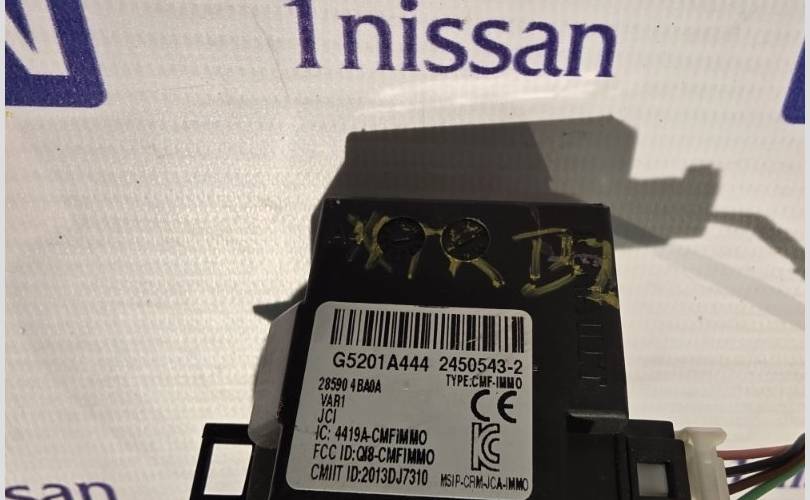 1nissan
G5201A444 2450543-2
28590 4BA0A TYPE:CMF-IMMO
VAR1
JCI
IC: 4419A-CMFIMMO
FCC ID:QI8-CMFIMMO
CMIIT ID:2013DJ7310 MSIP-CRM-JCA-IMMO
ssan